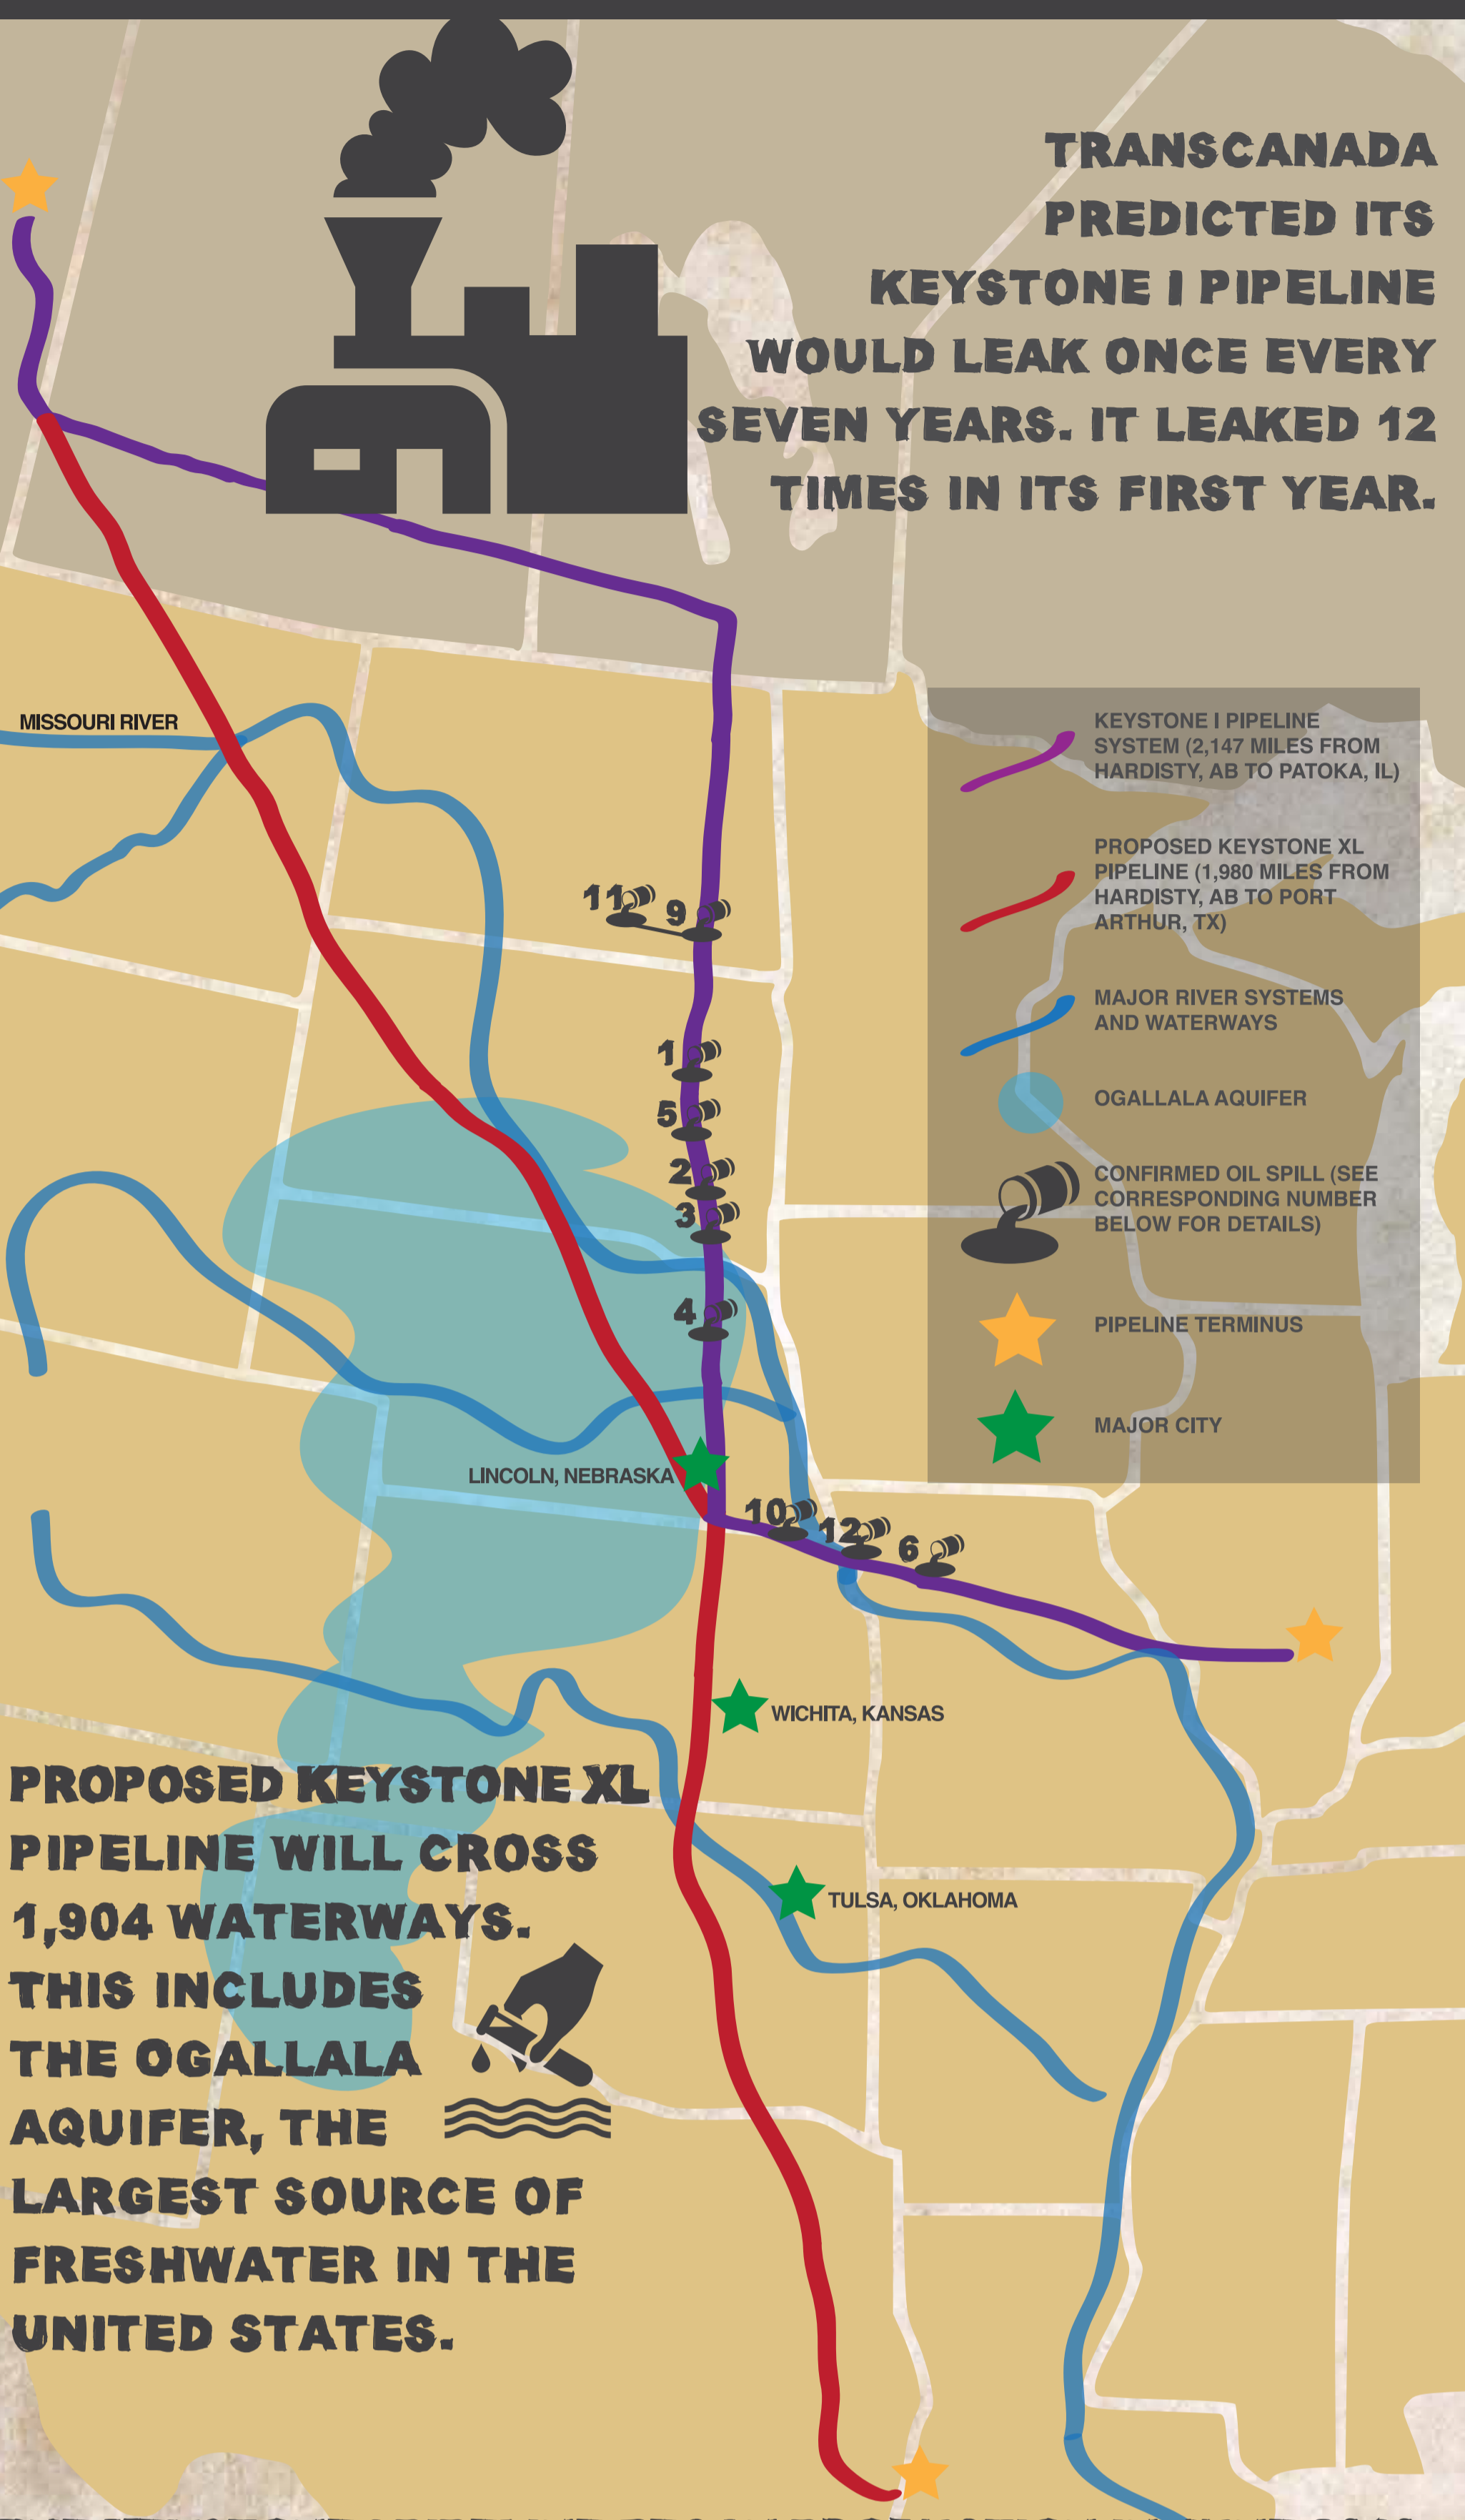 TRANSCANADA
PREDICTED ITS
KEYSTONE I PIPELINE
WOULD LEAK ONCE EVERY
SEVEN YEARS. IT LEAKED 12
TIMES IN ITS FIRST YEAR.
MISSOURI RIVER
KEYSTONE I PIPELINE
SYSTEM (2,147 MILES FROM
HARDISTY, AB TO PATOKA, IL)
PROPOSED KEYSTONE XL
PIPELINE (1,980 MILES FROM
HARDISTY, AB TO PORT
ARTHUR, TX)
MAJOR RIVER SYSTEMS
AND WATERWAYS
OGALLALA AQUIFER
CONFIRMED OIL SPILL (SEE
CORRESPONDING NUMBER
BELOW FOR DETAILS)
PIPELINE TERMINUS
MAJOR CITY
11
9
1
5
2
3
4
LINCOLN, NEBRASKA
10
12
6
WICHITA, KANSAS
TULSA, OKLAHOMA
PROPOSED KEYSTONE XL
PIPELINE WILL CROSS
1,904 WATERWAYS.
THIS INCLUDES
THE OGALLALA
AQUIFER, THE
LARGEST SOURCE OF
FRESHWATER IN THE
UNITED STATES.